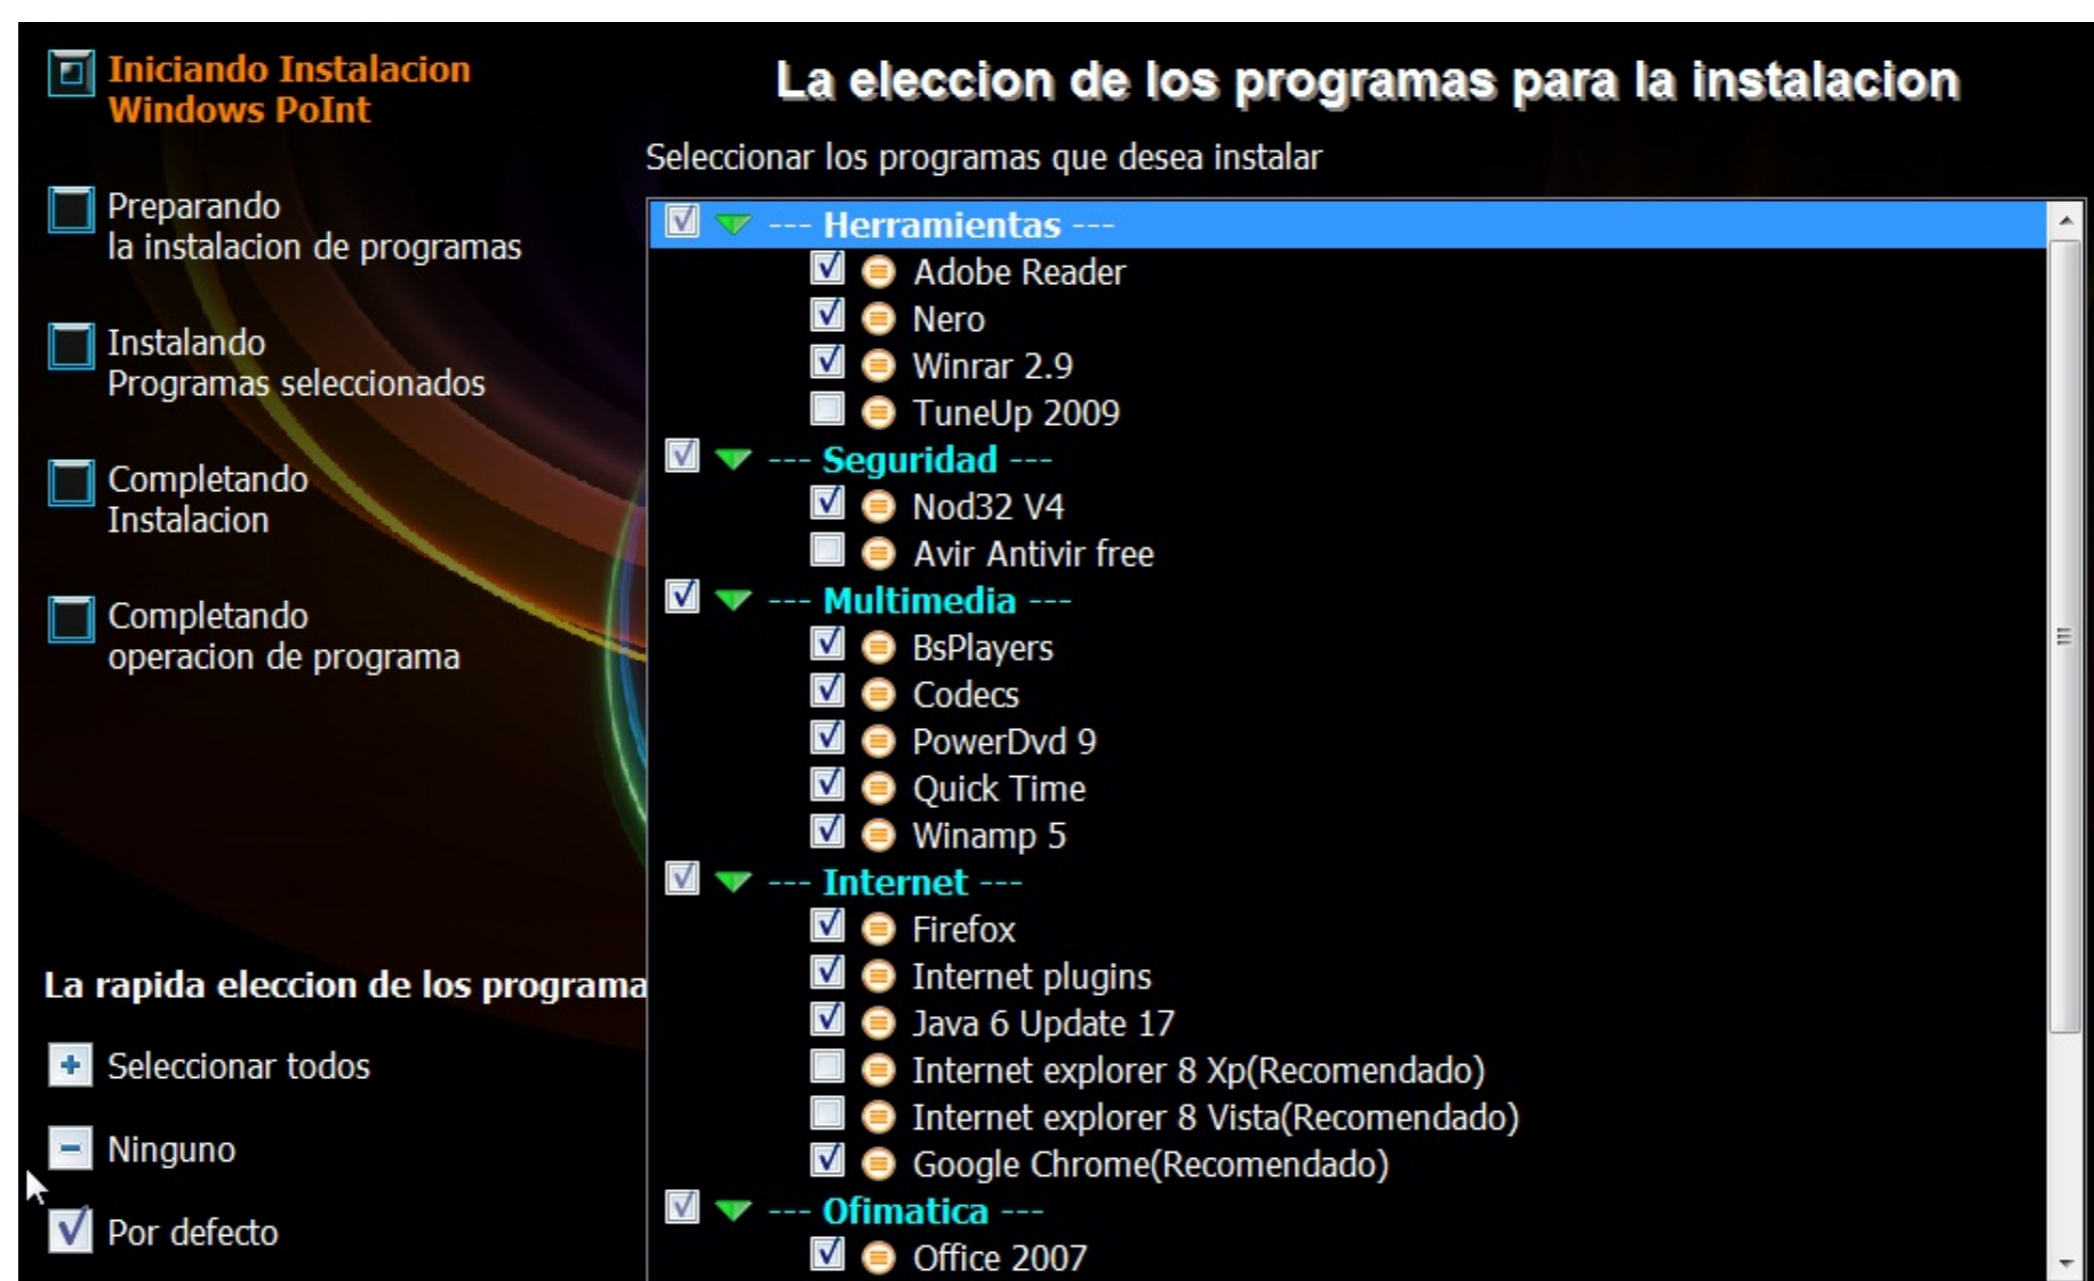 Iniciando Instalacion
Windows PoInt
Preparando
la instalacion de programas
Instalando
Programas seleccionados
Completando
Instalacion
Completando
operacion de programa
La rapida eleccion de los programa
Seleccionar todos
Ninguno
Por defecto
La eleccion de los programas para la instalacion
Seleccionar los programas que desea instalar
--- Herramientas ---
Adobe Reader
Nero
Winrar 2.9
TuneUp 2009
--- Seguridad ---
Nod32 V4
Avir Antivir free
--- Multimedia ---
BsPlayers
Codecs
PowerDvd 9
Quick Time
Winamp 5
--- Internet ---
Firefox
Internet plugins
Java 6 Update 17
Internet explorer 8 Xp(Recomendado)
Internet explorer 8 Vista(Recomendado)
Google Chrome(Recomendado)
--- Ofimatica ---
Office 2007